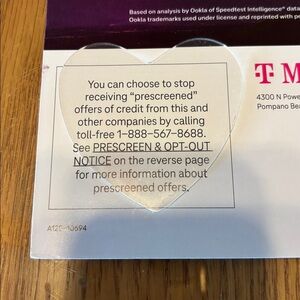 Based on analysis by Ookla of Speedtest Intelligence® da
Ookla trademarks used under license and reprinted with p
You can choose to stop
receiving “prescreened”
offers of credit from this and
other companies by calling
toll-free 1-888-567-8688.
See PRESCREEN & OPT-OUT
NOTICE on the reverse page
for more information about
prescreened offers.
T M
4300 N Powe
Pompano Bea